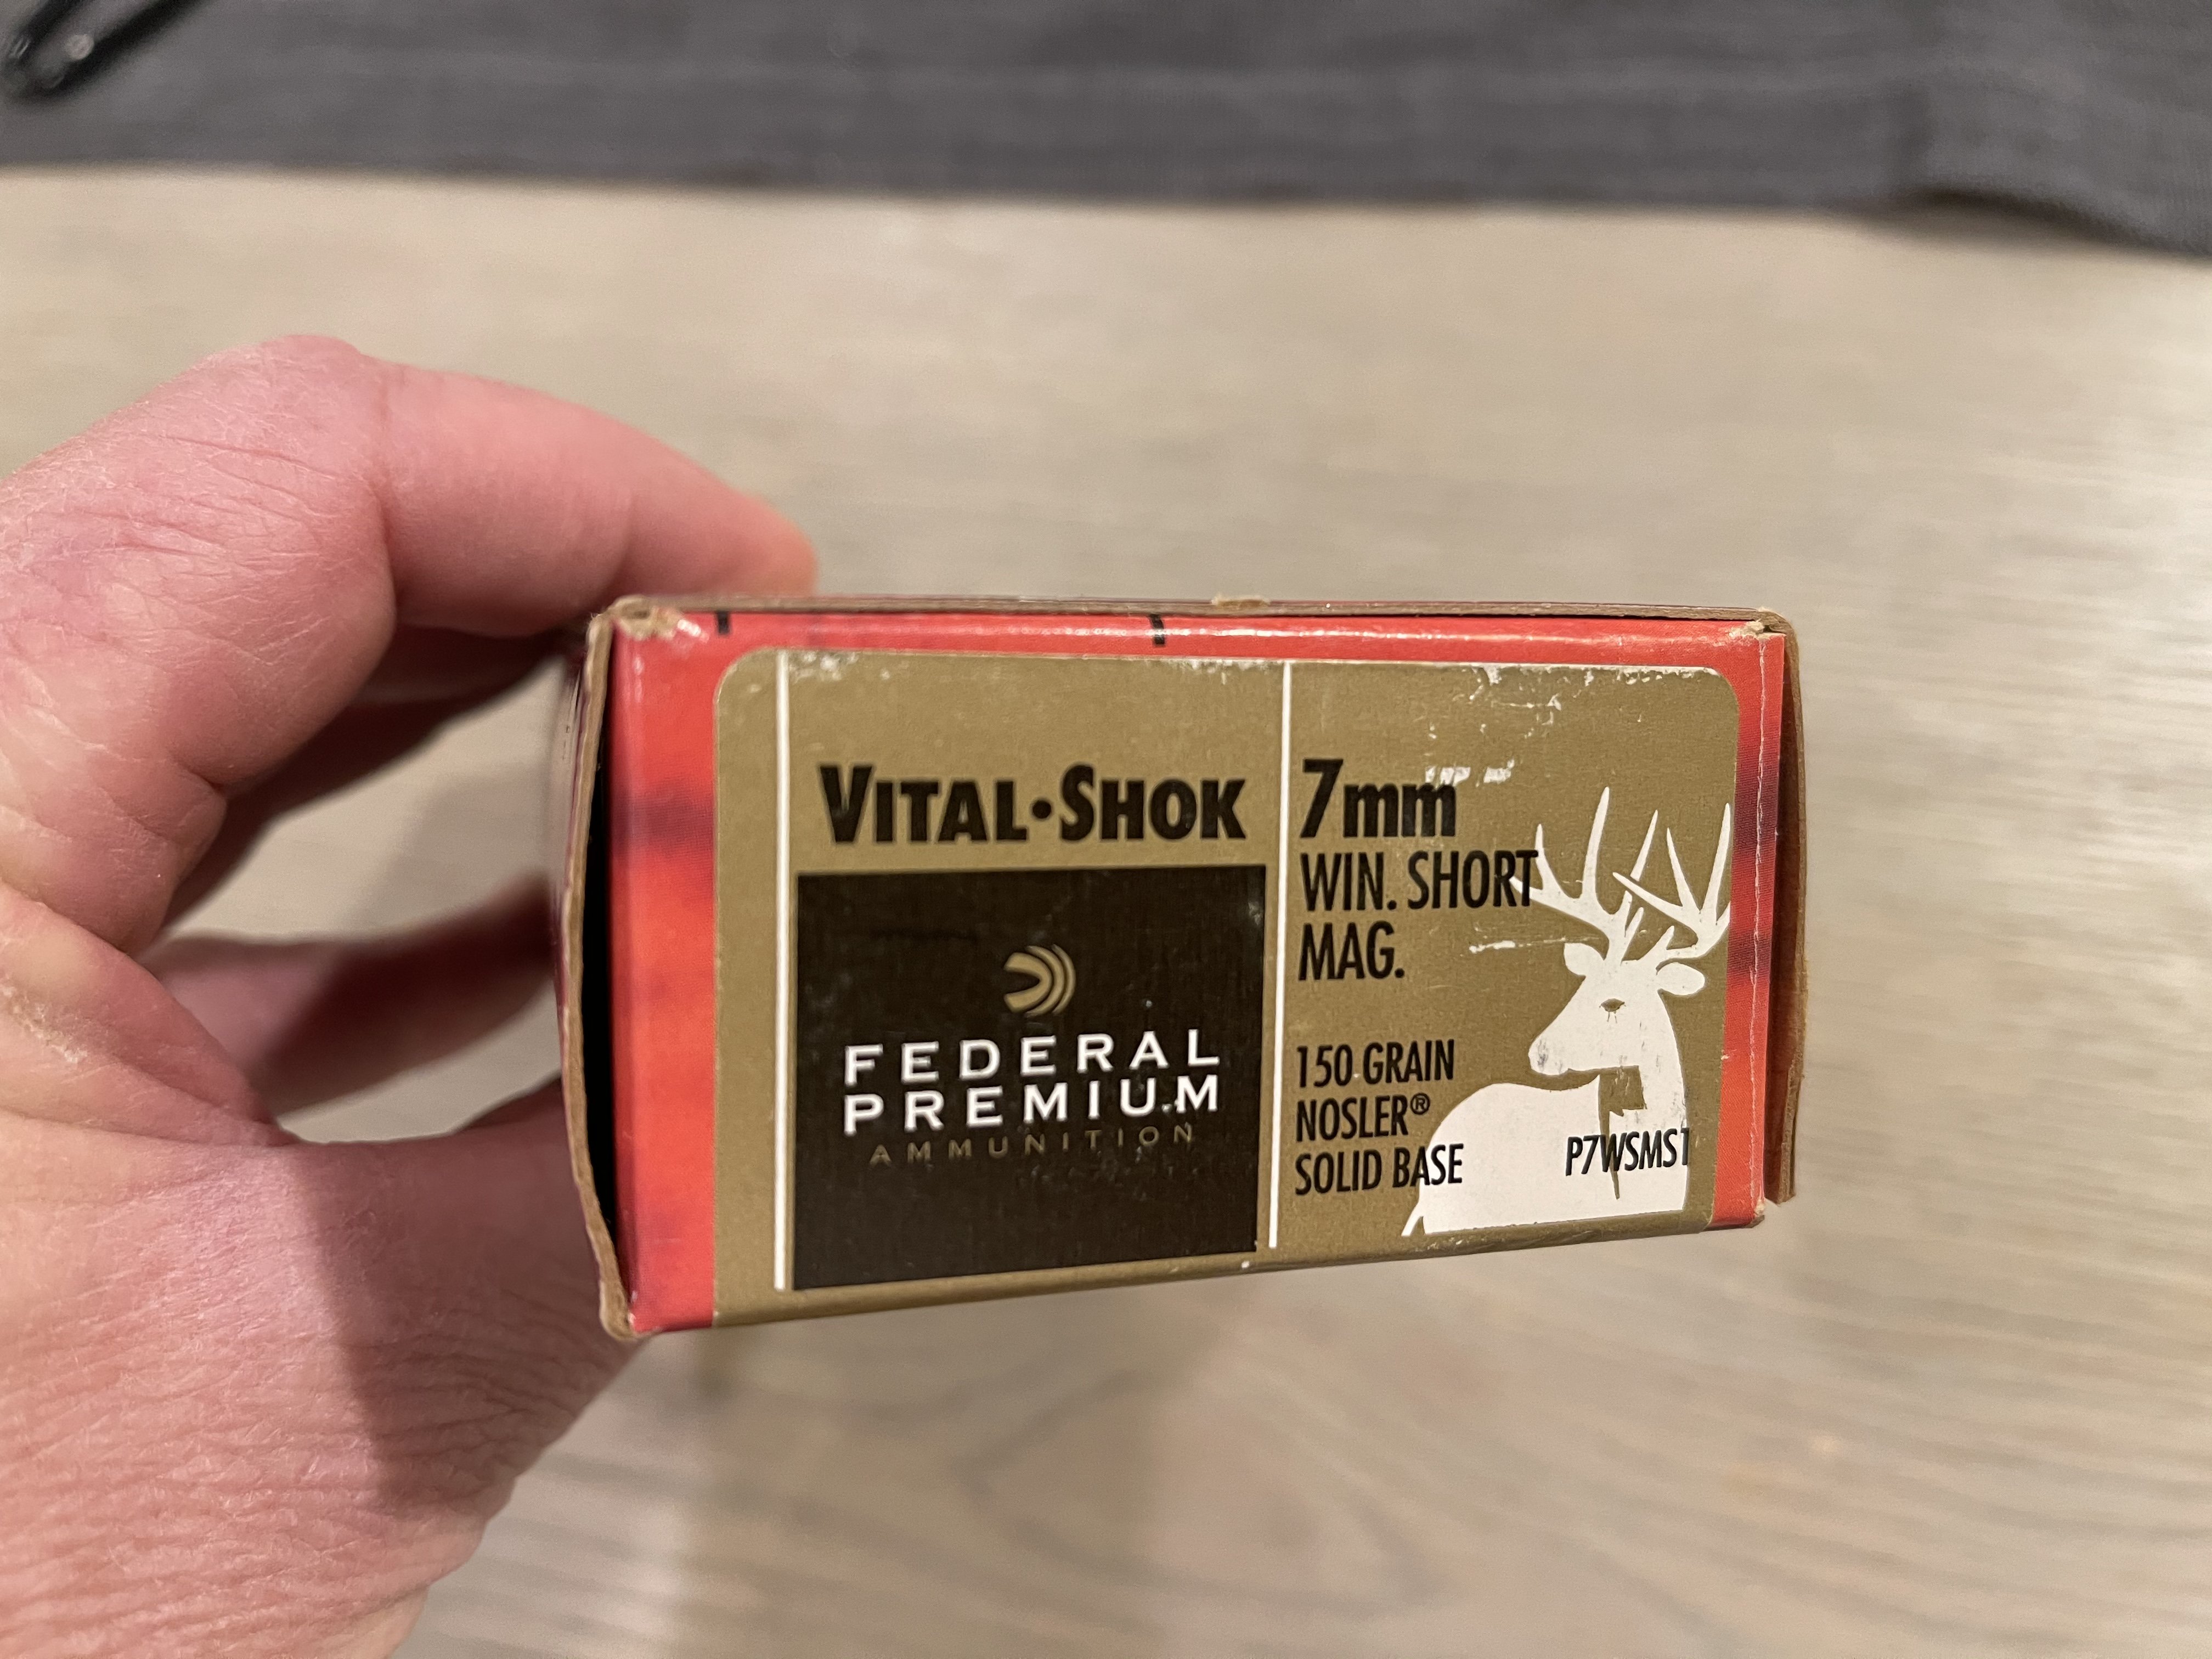 VITAL•SHOK
FEDERAL
PREMIUM
AMMUNITION
7mm
WIN. SHORT
MAG.
150 GRAIN
NOSLER®
SOLID BASE
P7WSMS1